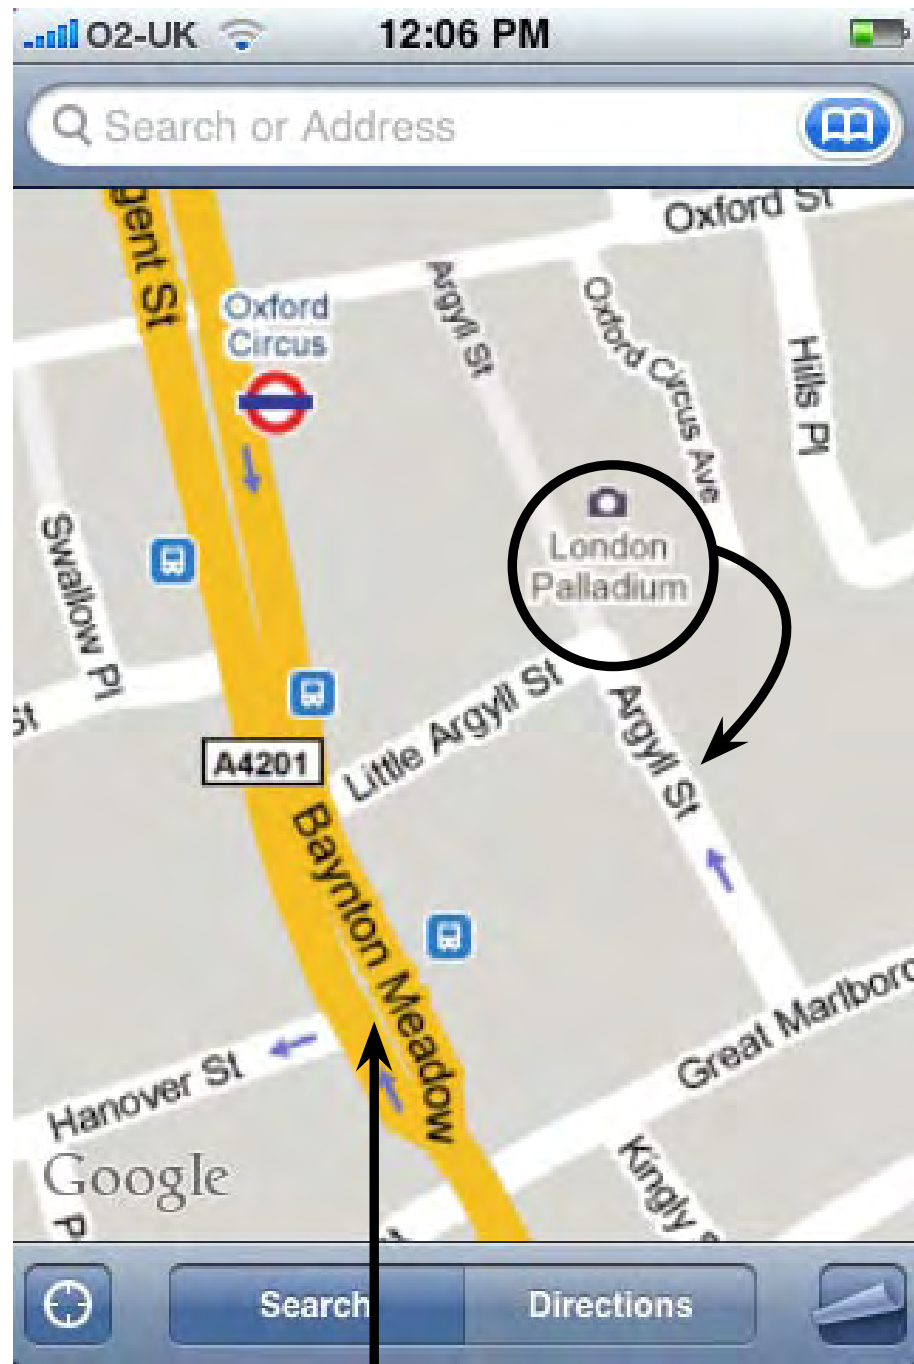 O2-UK 12:06 PM
Search or Address
gent St
Oxford St
Oxford
Circus
Argyll St
Oxford Circus Ave
Hills Pl
Swallow Pl
London
Palladium
St
Little Argyll St
Argyll St
A4201
Baynton Meadow
Great Marlboro
Hanover St
Kingly S
Google
P
Search Directions